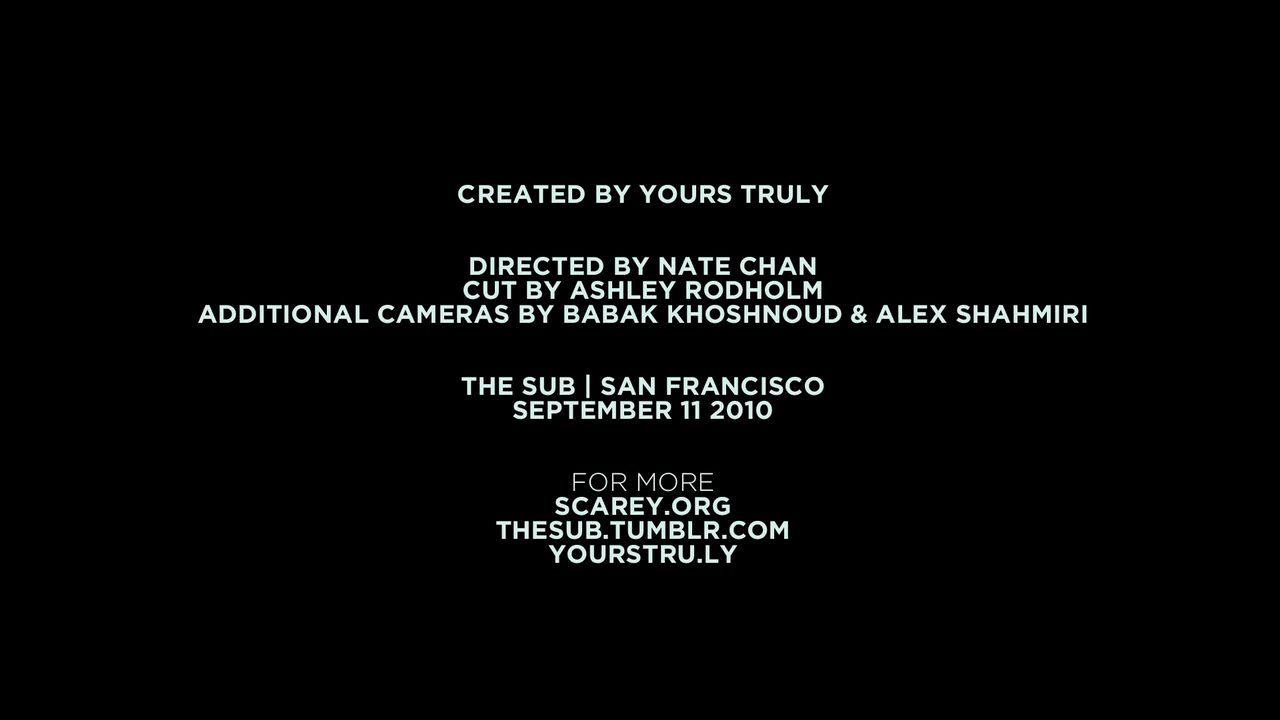 CREATED BY YOURS TRULY
DIRECTED BY NATE CHAN
CUT BY ASHLEY RODHOLM
ADDITIONAL CAMERAS BY BABAK KHOSHNOUD & ALEX SHAHMIRI
THE SUB | SAN FRANCISCO
SEPTEMBER 11 2010
FOR MORE
SCAREY.ORG
THESUB.TUMBLR.COM
YOURSTRU.LY